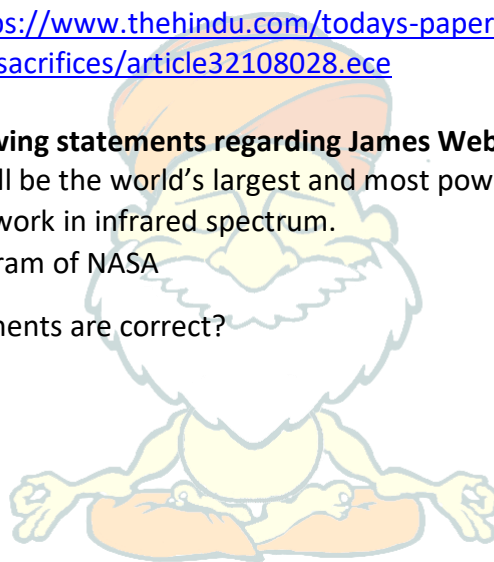 ps://www.thehindu.com/todays-paper
sacrifices/article32108028.ece
wing statements regarding James Web
ll be the world's largest and most pow
work in infrared spectrum.
ram of NASA
nents are correct?